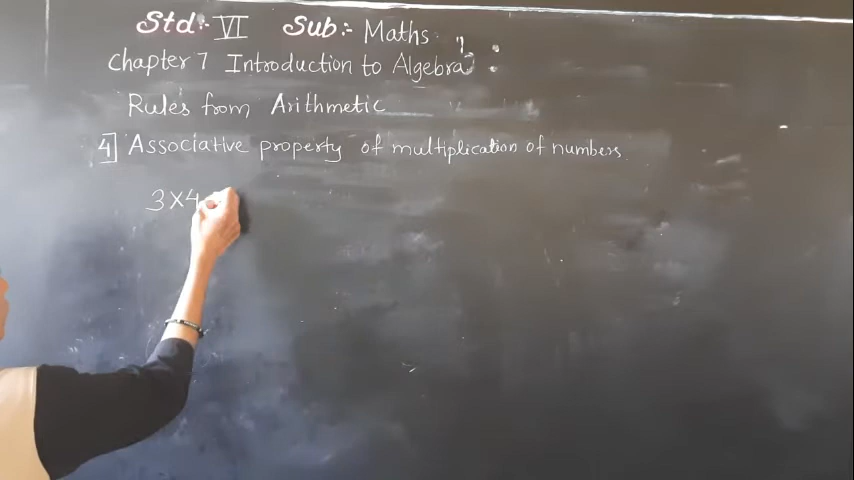 Std:- VI Sub:- Maths.
Chapter 7 Introduction to Algebra
Rules from Arithmetic
4] Associative property of multiplication of numbers.
3×4